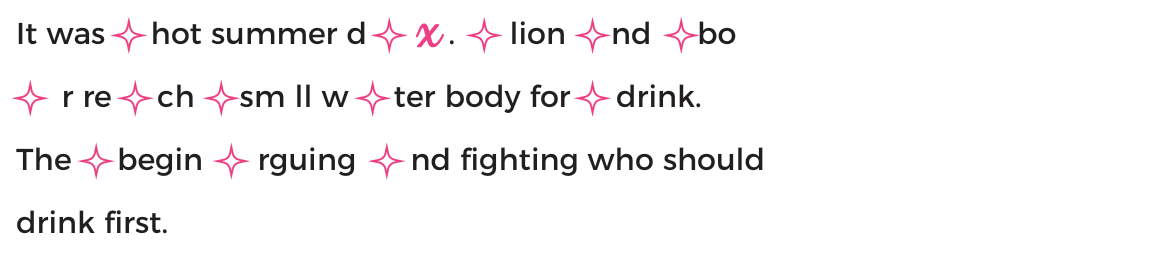 It was ✧ hot summer d✧ x. ✧ lion ✧nd ✧bo
✧ r re✧ch ✧sm ll w✧ter body for✧ drink.
The ✧begin ✧ rguing ✧ nd fighting who should
drink first.